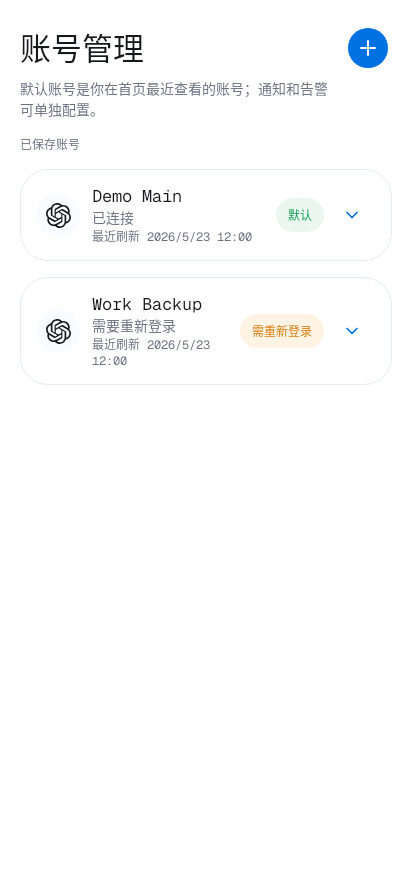 账号管理
默认账号是你在首页最近查看的账号；通知和告警
可单独配置。
已保存账号
Demo Main
已连接
最近刷新 2026/5/23 12:00
默认
Work Backup
需要重新登录
最近刷新 2026/5/23
12:00
需重新登录